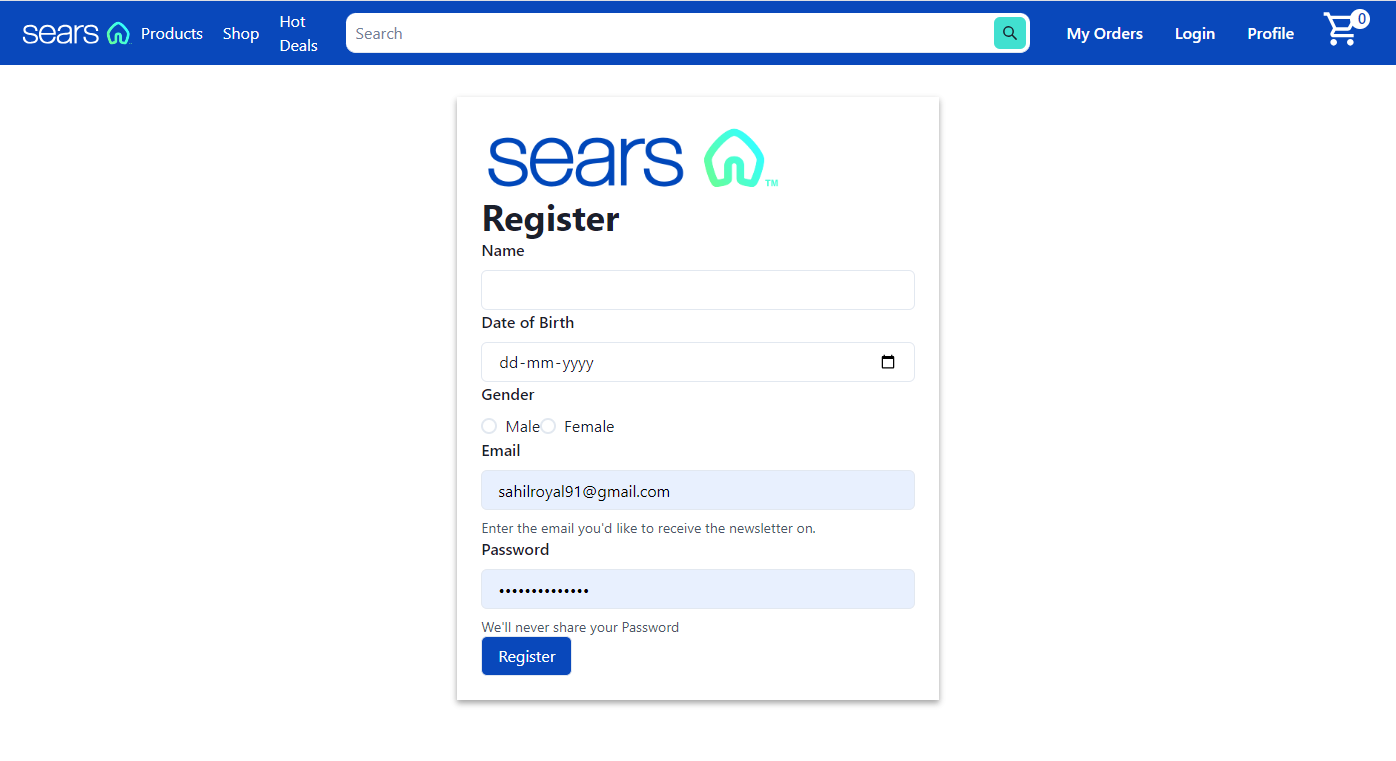 sears Products Shop Hot Deals Search My Orders Login Profile 0
sears TM
Register
Name
Date of Birth
dd-mm-yyyy
Gender
Male Female
Email
sahilroyal91@gmail.com
Enter the email you'd like to receive the newsletter on.
Password
••••••••••••••
We'll never share your Password
Register